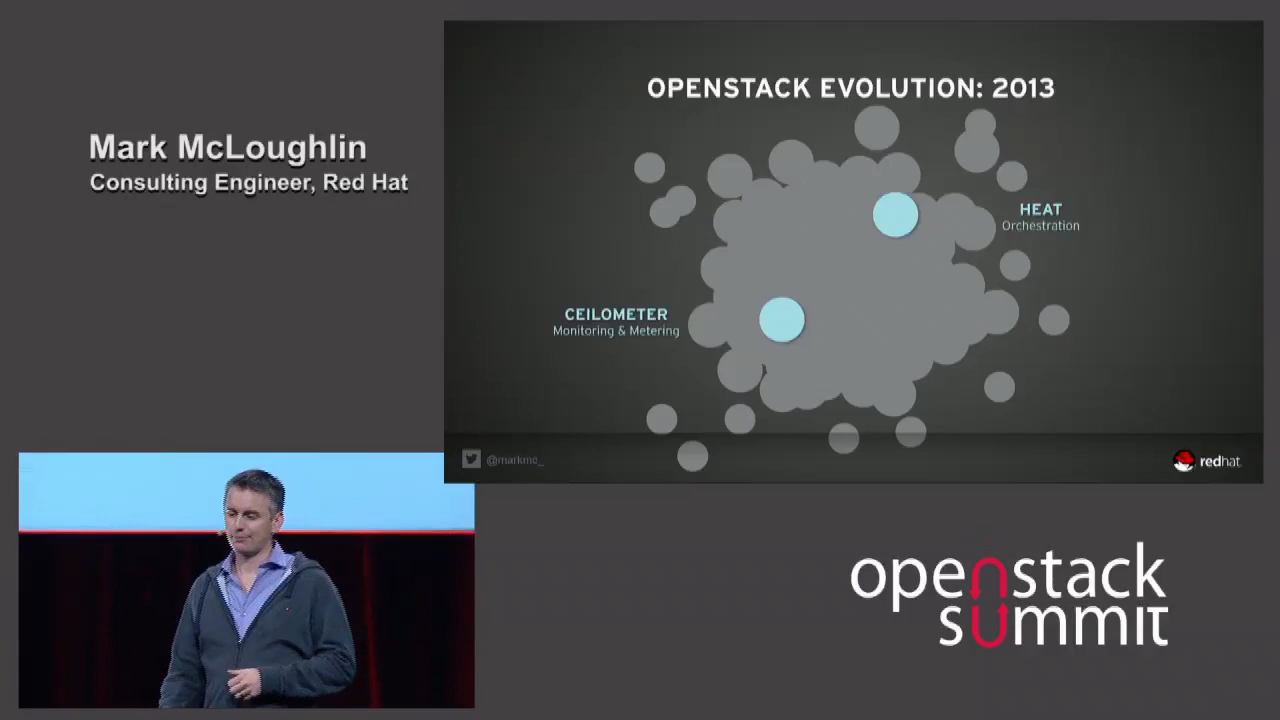 Mark McLoughlin
Consulting Engineer, Red Hat
OPENSTACK EVOLUTION: 2013
HEAT
Orchestration
CEILOMETER
Monitoring & Metering
@markmc_
redhat.
openstack
summit